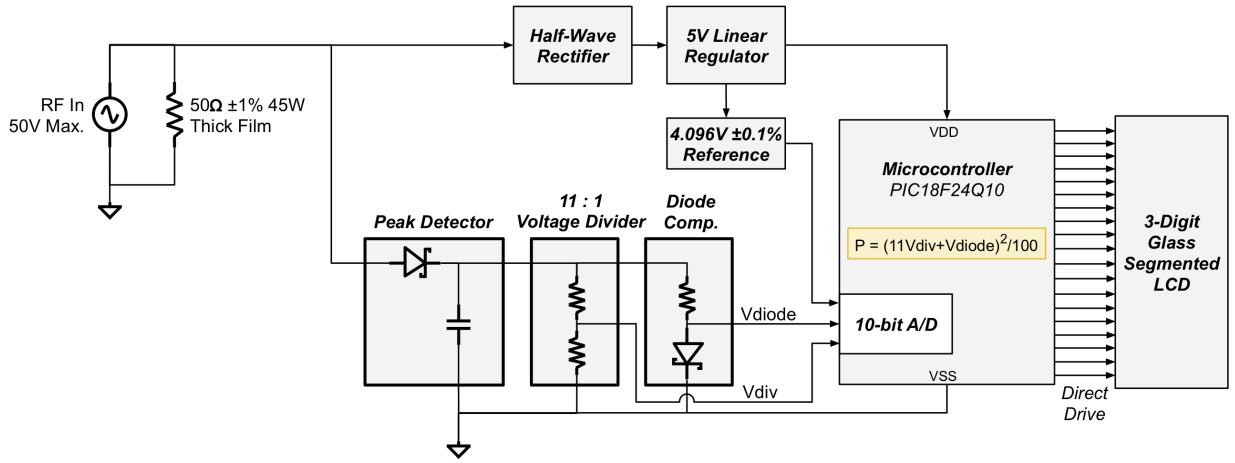 Half-Wave
Rectifier
5V Linear
Regulator
RF In
50V Max.
50Ω ±1% 45W
Thick Film
4.096V ±0.1%
Reference
VDD
Microcontroller
PIC18F24Q10
P = (11Vdiv+Vdiode)²/100
10-bit A/D
VSS
3-Digit
Glass
Segmented
LCD
Direct
Drive
Peak Detector
11 : 1
Voltage Divider
Diode
Comp.
Vdiode
Vdiv